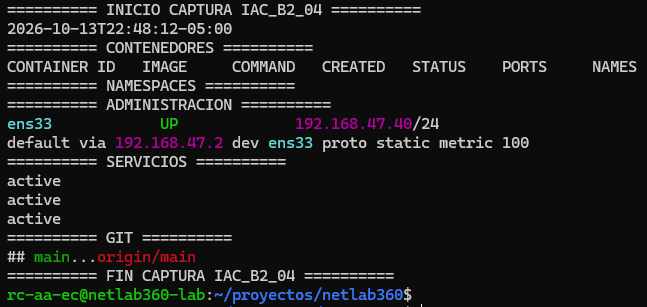 ========== INICIO CAPTURA IAC_B2_04 ==========
2026-10-13T22:48:12-05:00
========== CONTENEDORES ==========
CONTAINER ID   IMAGE     COMMAND   CREATED   STATUS    PORTS     NAMES
========== NAMESPACES ==========
========== ADMINISTRACION ==========
ens33            UP             192.168.47.40/24
default via 192.168.47.2 dev ens33 proto static metric 100
========== SERVICIOS ==========
active
active
active
========== GIT ==========
## main...origin/main
========== FIN CAPTURA IAC_B2_04 ==========
rc-aa-ec@netlab360-lab:~/proyectos/netlab360$